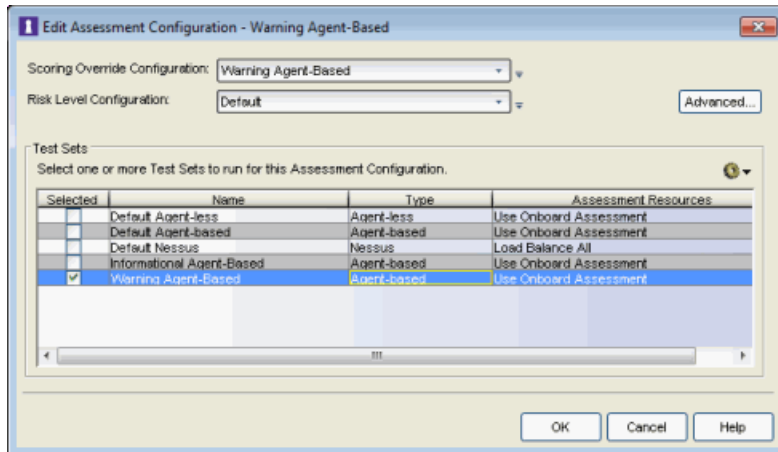 Edit Assessment Configuration - Warning Agent-Based
Scoring Override Configuration: Warning Agent-Based
Risk Level Configuration: Default Advanced...
Test Sets
Select one or more Test Sets to run for this Assessment Configuration.
Selected Name Type Assessment Resources
Default Agent-less Agent-less Use Onboard Assessment
Default Agent-based Agent-based Use Onboard Assessment
Default Nessus Nessus Load Balance All
Informational Agent-Based Agent-based Use Onboard Assessment
Warning Agent-Based Agent-based Use Onboard Assessment
OK Cancel Help